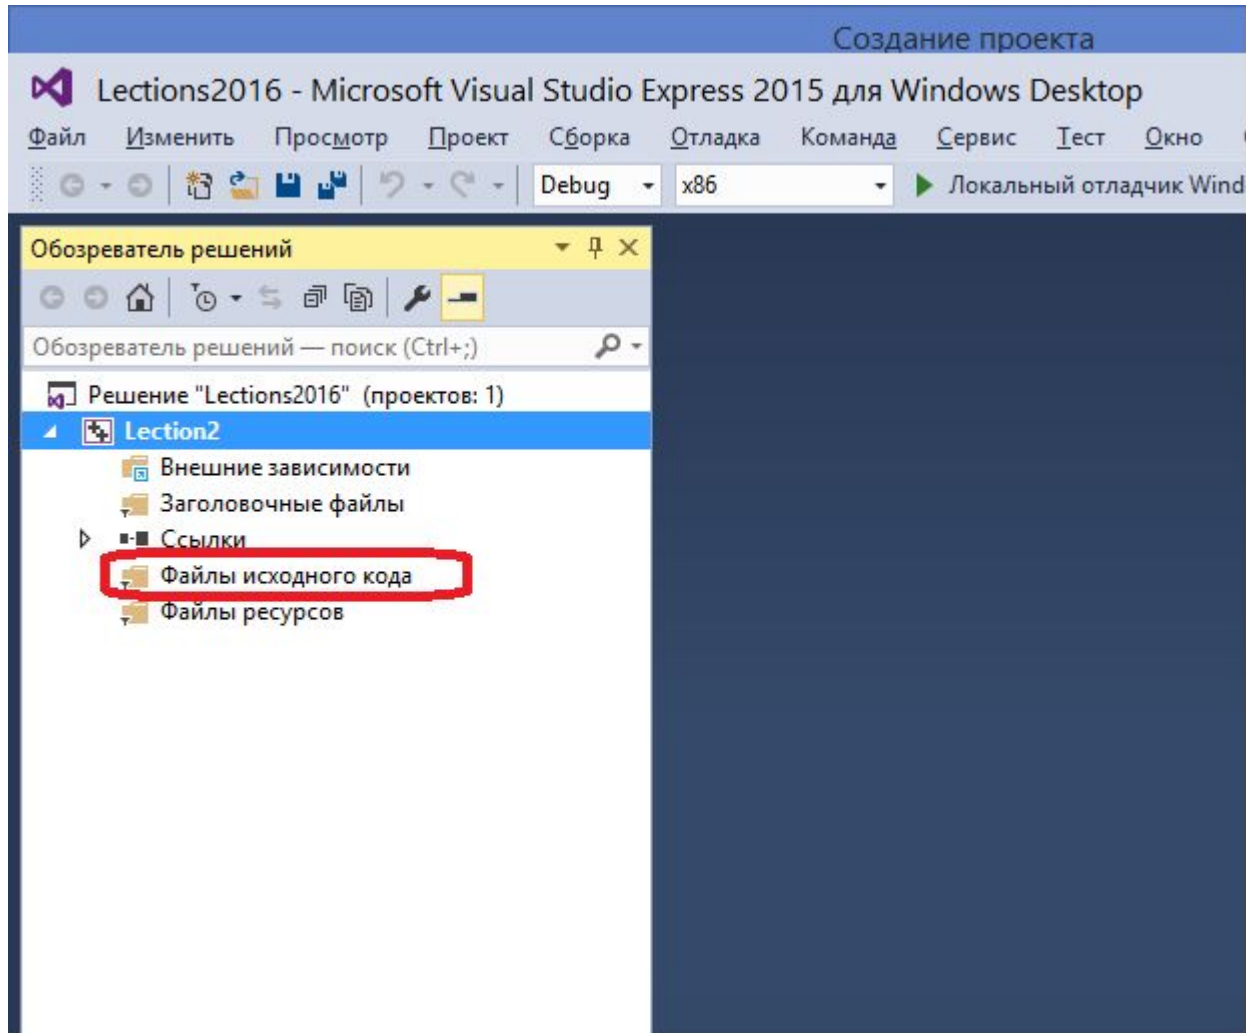 Создание проекта
Lections2016 - Microsoft Visual Studio Express 2015 для Windows Desktop
Файл Изменить Просмотр Проект Сборка Отладка Команда Сервис Тест Окно
Debug x86 Локальный отладчик Wind
Обозреватель решений
Обозреватель решений — поиск (Ctrl+;)
Решение "Lections2016" (проектов: 1)
Lection2
Внешние зависимости
Заголовочные файлы
Ссылки
Файлы исходного кода
Файлы ресурсов